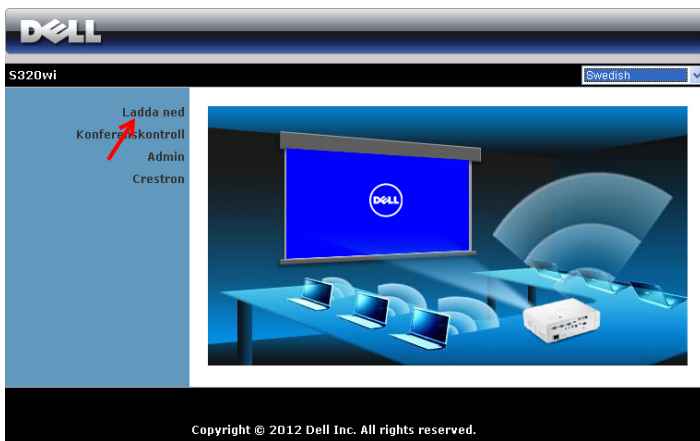 DELL
S320wi
Swedish
Ladda ned
Konferenskontroll
Admin
Crestron
DELL
Copyright © 2012 Dell Inc. All rights reserved.